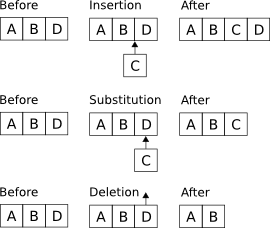 Before Insertion After
A B D A B D A B C D
C
Before Substitution After
A B D A B D A B C
C
Before Deletion After
A B D A B D A B